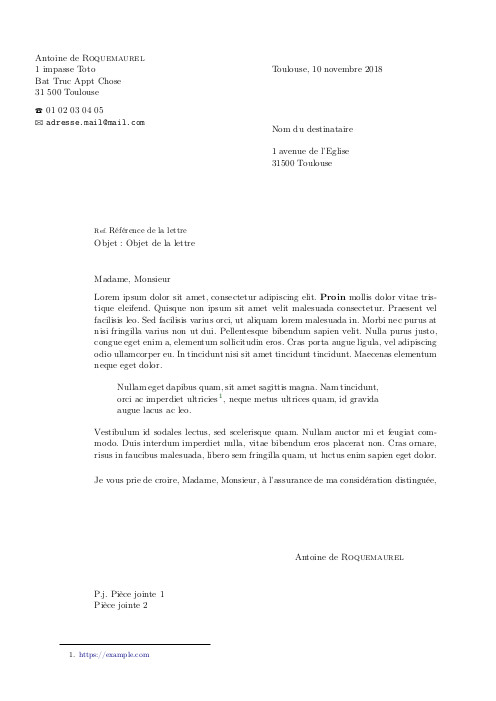 Antoine de ROQUEMAUREL
1 impasse Toto
Bat Truc Appt Chose
31 500 Toulouse
☎ 01 02 03 04 05
✉ adresse.mail@mail.com
Toulouse, 10 novembre 2018
Nom du destinataire
1 avenue de l'Eglise
31500 Toulouse
Ref. Référence de la lettre
Objet : Objet de la lettre
Madame, Monsieur
Lorem ipsum dolor sit amet, consectetur adipiscing elit. Proin mollis dolor vitae tris-
tique eleifend. Quisque non ipsum sit amet velit malesuada consectetur. Praesent vel
facilisis leo. Sed facilisis varius orci, ut aliquam lorem malesuada in. Morbi nec purus at
nisi fringilla varius non ut dui. Pellentesque bibendum sapien velit. Nulla purus justo,
congue eget enim a, elementum sollicitudin eros. Cras porta augue ligula, vel adipiscing
odio ullamcorper eu. In tincidunt nisi sit amet tincidunt tincidunt. Maecenas elementum
neque eget dolor.
Nullam eget dapibus quam, sit amet sagittis magna. Nam tincidunt,
orci ac imperdiet ultricies¹, neque metus ultrices quam, id gravida
augue lacus ac leo.
Vestibulum id sodales lectus, sed scelerisque quam. Nullam auctor mi et feugiat com-
modo. Duis interdum imperdiet nulla, vitae bibendum eros placerat non. Cras ornare,
risus in faucibus malesuada, libero sem fringilla quam, ut luctus enim sapien eget dolor.
Je vous prie de croire, Madame, Monsieur, à l'assurance de ma considération distinguée,
Antoine de ROQUEMAUREL
P.j. Pièce jointe 1
Pièce jointe 2
1. https://example.com